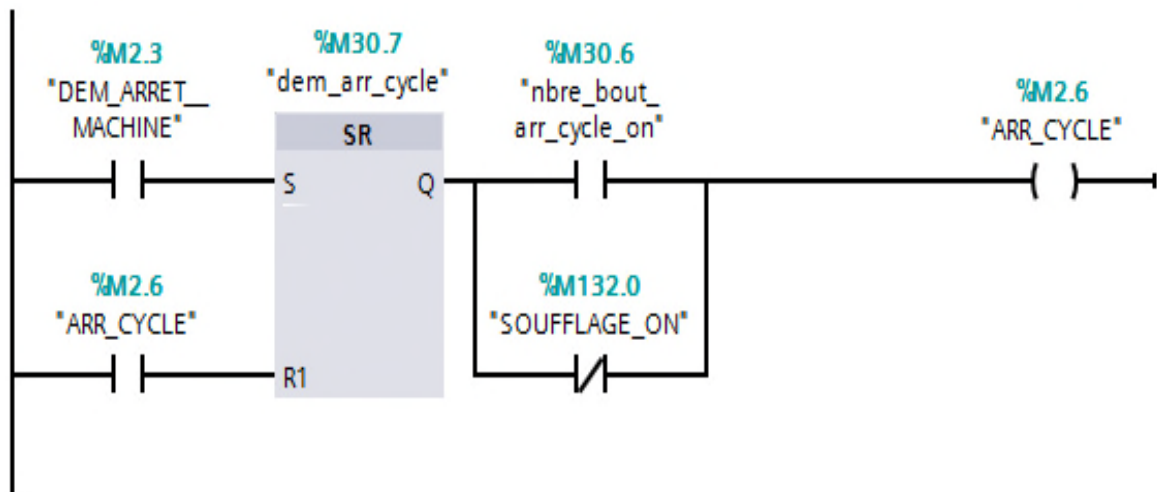 %M2.3
"DEM_ARRET_
MACHINE"
%M30.7
"dem_arr_cycle"
SR
S
Q
R1
%M30.6
"nbre_bout_
arr_cycle_on"
%M2.6
"ARR_CYCLE"
%M2.6
"ARR_CYCLE"
%M132.0
"SOUFFLAGE_ON"